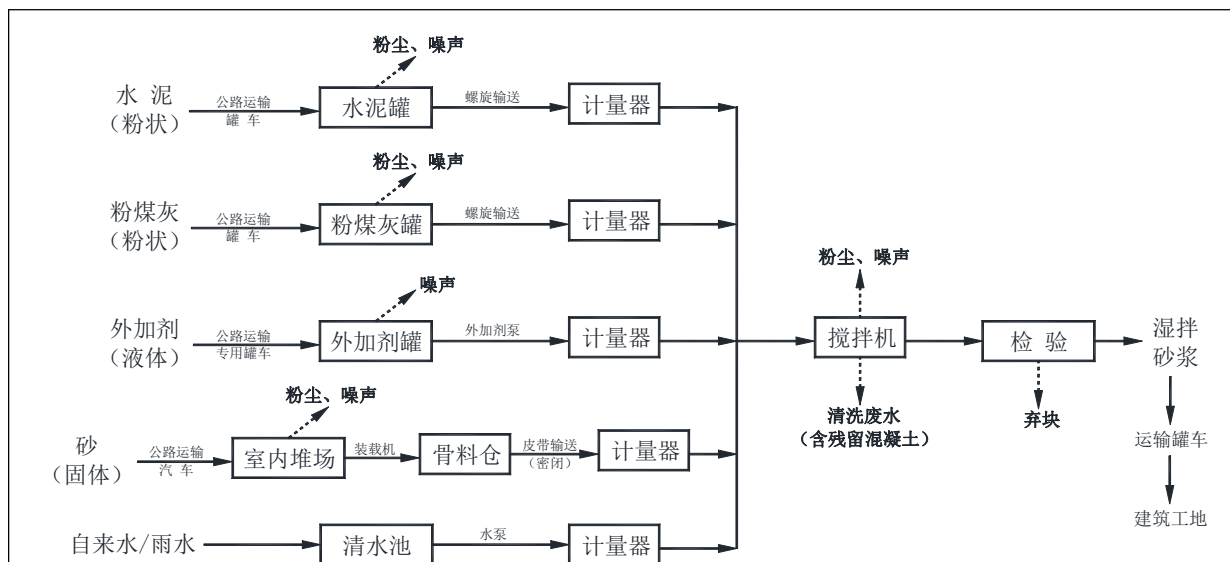 粉尘、噪声
水 泥
（粉状）
公路运输
罐 车
水泥罐
螺旋输送
计量器
粉尘、噪声
粉煤灰
（粉状）
公路运输
罐 车
粉煤灰罐
螺旋输送
计量器
噪声
外加剂
（液体）
公路运输
专用罐车
外加剂罐
外加剂泵
计量器
粉尘、噪声
砂
（固体）
公路运输
汽 车
室内堆场
装载机
骨料仓
皮带输送
（密闭）
计量器
自来水/雨水
清水池
水泵
计量器
粉尘、噪声
搅拌机
清洗废水
（含残留混凝土）
检 验
弃块
湿拌
砂浆
运输罐车
建筑工地